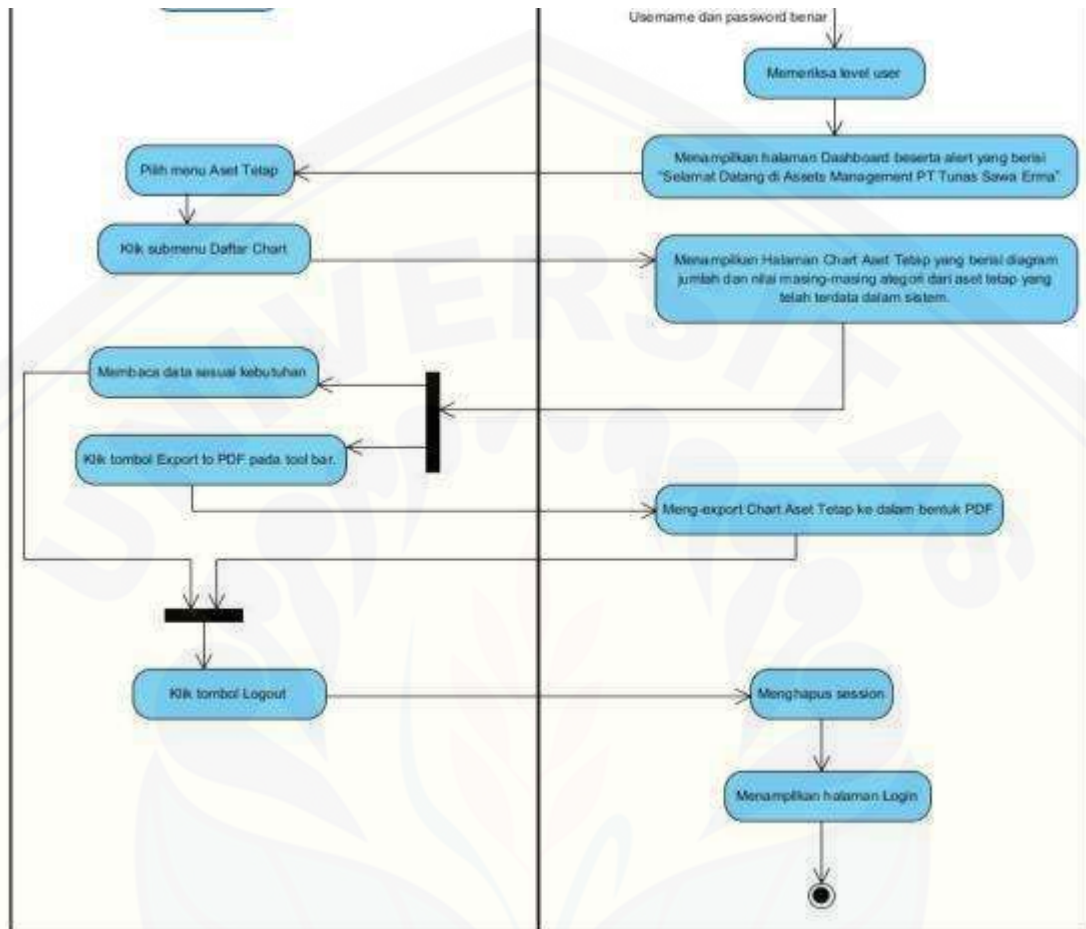 Username dan password benar
Memeriksa level user
Menampilkan halaman Dashboard beserta alert yang berisi
"Selamat Datang di Assets Management PT Tunas Sawa Erma"
Pilih menu Aset Tetap
Klik submenu Daftar Chart
Menampilkan Halaman Chart Aset Tetap yang berisi diagram
jumlah dan nilai masing-masing ategori dari aset tetap yang
telah terdata dalam sistem.
Membaca data sesuai kebutuhan
Klik tombol Export to PDF pada tool bar.
Meng-export Chart Aset Tetap ke dalam bentuk PDF
Klik tombol Logout
Menghapus session
Menampilkan halaman Login
UNIVERSITAS